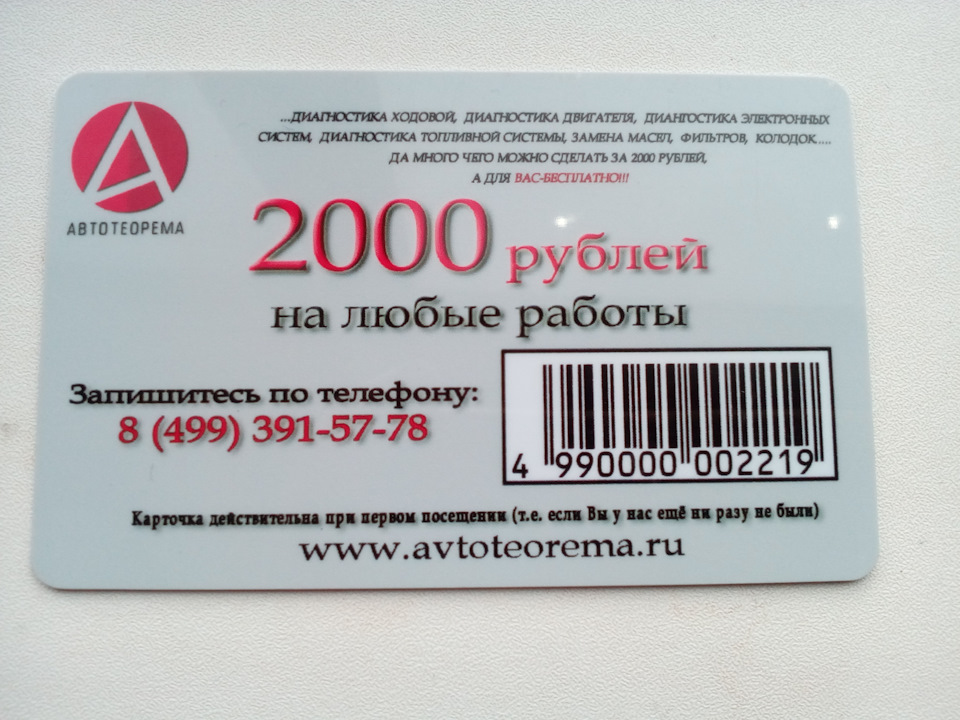 ...ДИАГНОСТИКА ХОДОВОЙ, ДИАГНОСТИКА ДВИГАТЕЛЯ, ДИАНГОСТИКА ЭЛЕКТРОННЫХ
СИСТЕМ, ДИАГНОСТИКА ТОПЛИВНОЙ СИСТЕМЫ, ЗАМЕНА МАСЕЛ, ФИЛЬТРОВ, КОЛОДОК....
ДА МНОГО ЧЕГО МОЖНО СДЕЛАТЬ ЗА 2000 РУБЛЕЙ,
А ДЛЯ ВАС-БЕСПЛАТНО!!!
АВТОТЕОРЕМА
2000 рублей
на любые работы
Запишитесь по телефону:
8 (499) 391-57-78
4 990000 002219
Карточка действительна при первом посещении (т.е. если Вы у нас ещё ни разу не были)
www.avtoteorema.ru